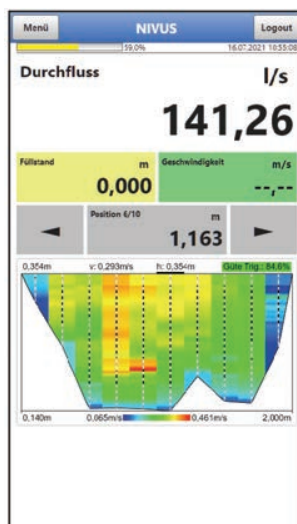 Menü NIVUS Logout
59,0% 16.07.2021 10:55:08
Durchfluss l/s
141,26
Füllstand m Geschwindigkeit m/s
0,000 --,--
◄ Position 6/10 m ►
1,163
0,354m v: 0,293m/s h: 0,354m Güte Trig.: 84,6%
0,140m 0,065m/s 0,461m/s 2,000m